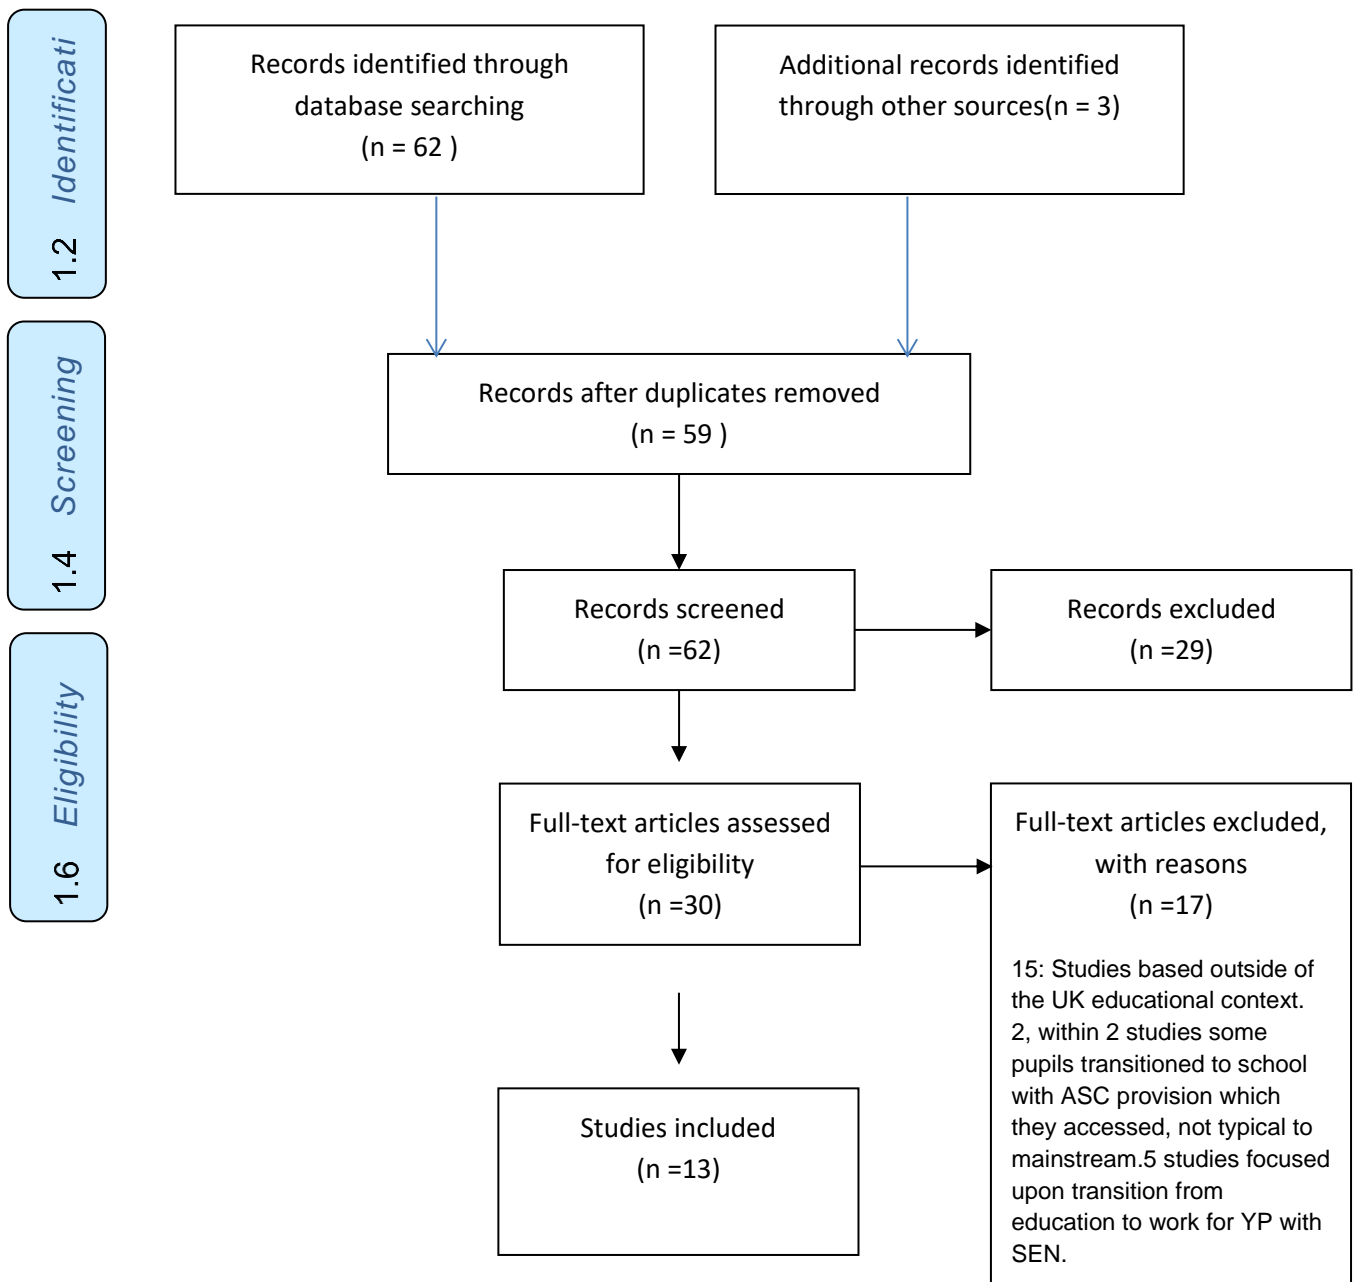 1.2 Identificati
Records identified through
database searching
(n = 62 )
Additional records identified
through other sources(n = 3)
1.4 Screening
Records after duplicates removed
(n = 59 )
Records screened
(n =62)
Records excluded
(n =29)
1.6 Eligibility
Full-text articles assessed
for eligibility
(n =30)
Full-text articles excluded,
with reasons
(n =17)
15: Studies based outside of
the UK educational context.
2, within 2 studies some
pupils transitioned to school
with ASC provision which
they accessed, not typical to
mainstream.5 studies focused
upon transition from
education to work for YP with
SEN.
Studies included
(n =13)